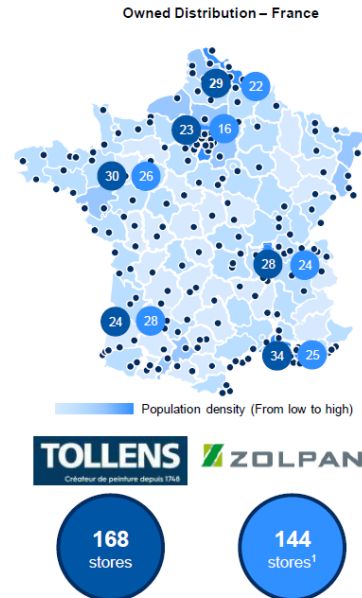 Owned Distribution – France
29
22
23
16
30
26
28
24
24
28
34
25
Population density (From low to high)
TOLLENS
Créateur de peinture depuis 1748
ZOLPAN
168
stores
144
stores¹